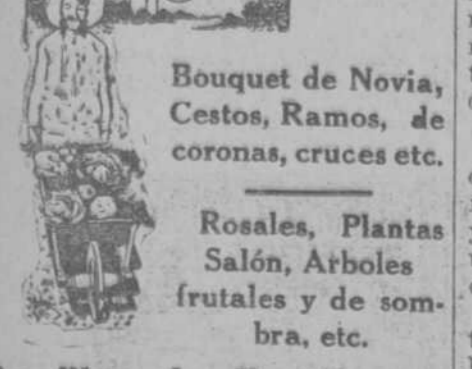 Bouquet de Novia,
Cestos, Ramos, de
coronas, cruces etc.
Rosales, Plantas
Salón, Arboles
frutales y de som-
bra, etc.